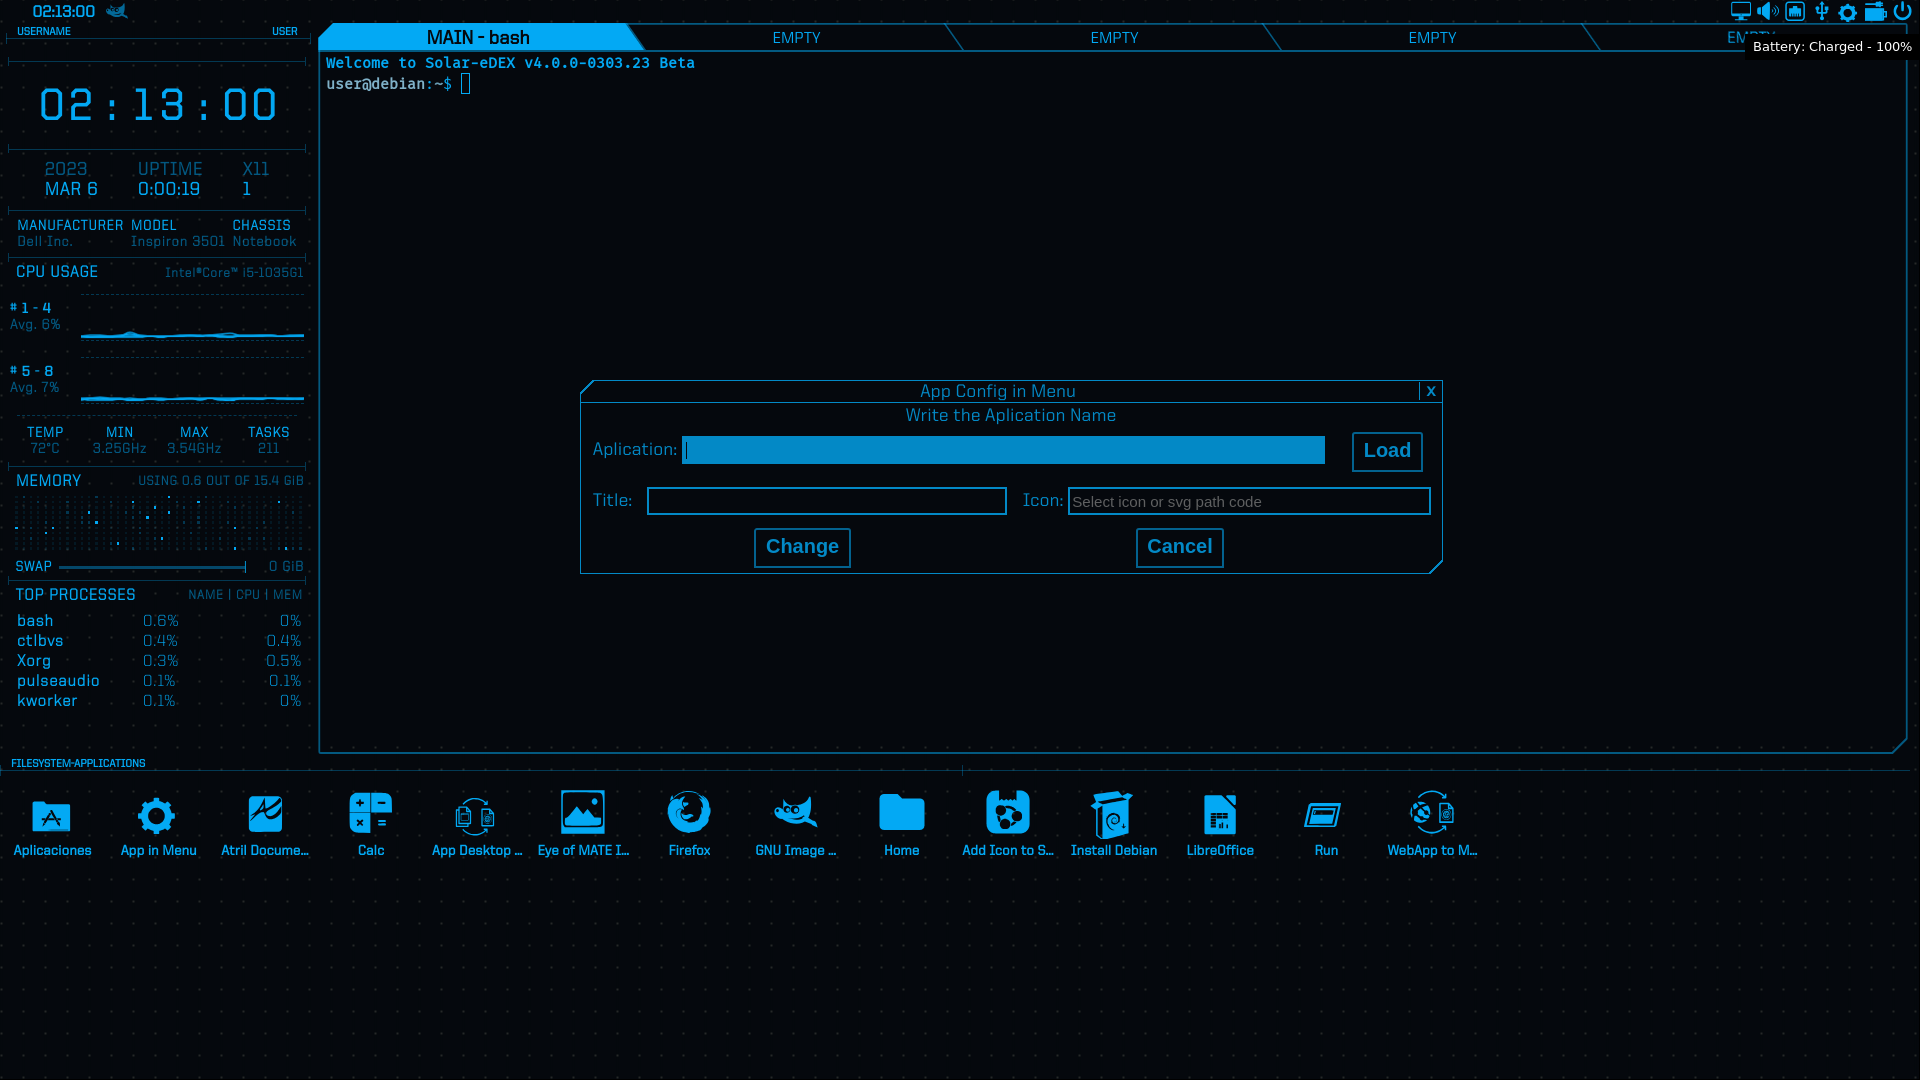 02:13:00
USERNAME USER
02:13:00
2023 UPTIME X11
MAR 6 0:00:19 1
MANUFACTURER MODEL CHASSIS
Dell Inc. Inspiron 3501 Notebook
CPU USAGE Intel®Core™ i5-1035G1
# 1 - 4
Avg. 6%
# 5 - 8
Avg. 7%
TEMP MIN MAX TASKS
72°C 3.25GHz 3.54GHz 211
MEMORY USING 0.6 OUT OF 15.4 GIB
SWAP 0 GIB
TOP PROCESSES NAME | CPU | MEM
bash 0.6% 0%
ctlbvs 0.4% 0.4%
Xorg 0.3% 0.5%
pulseaudio 0.1% 0.1%
kworker 0.1% 0%
MAIN - bash EMPTY EMPTY EMPTY
Battery: Charged - 100%
Welcome to Solar-eDEX v4.0.0-0303.23 Beta
user@debian:~$
App Config in Menu X
Write the Aplication Name
Aplication: Load
Title: Icon: Select icon or svg path code
Change Cancel
FILESYSTEM-APPLICATIONS
Aplicaciones App in Menu Atril Docume... Calc App Desktop ... Eye of MATE I... Firefox GNU Image ... Home Add Icon to S... Install Debian LibreOffice Run WebApp to M...